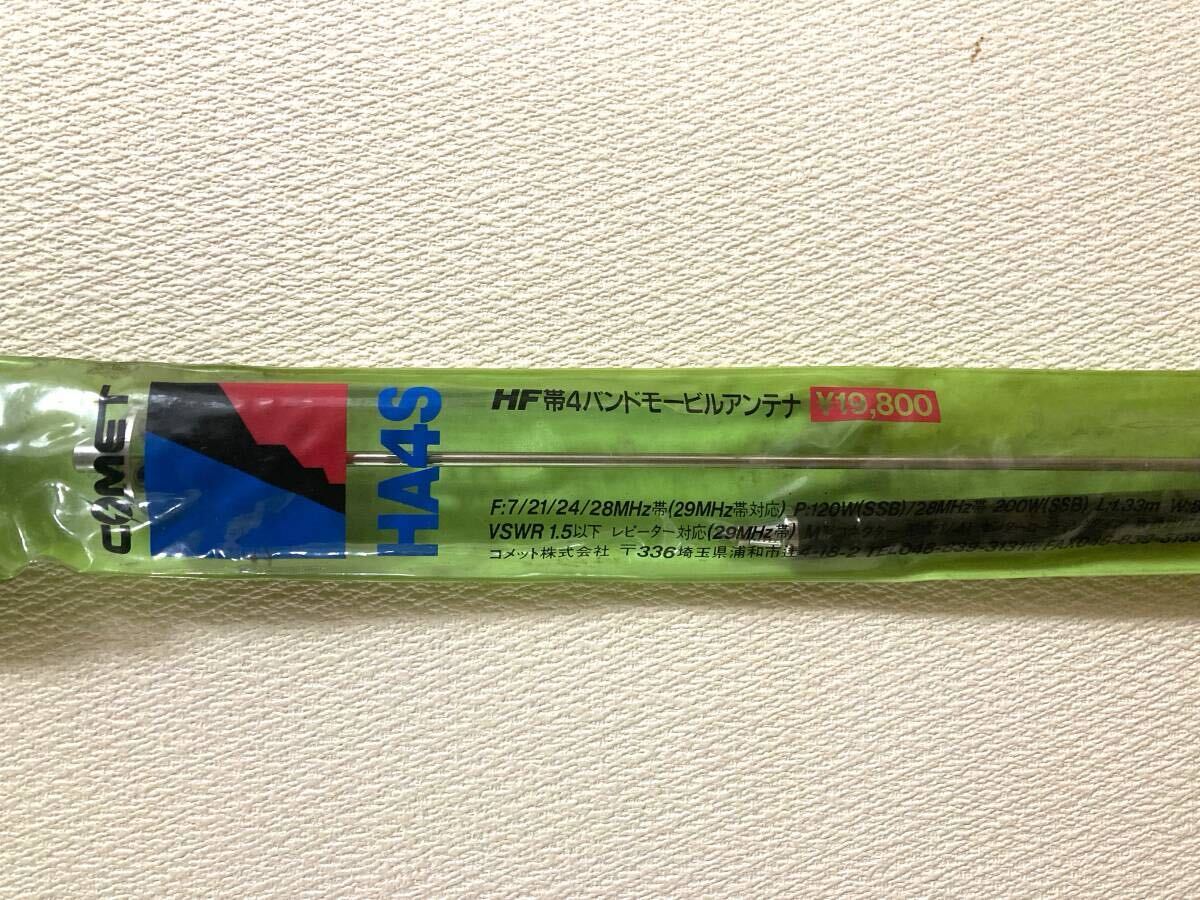 COMET
HA4S
HF帯4バンドモービルアンテナ ¥19,800
F:7/21/24/28MHz帯(29MHz帯対応) P:120W(SSB)/28MHz帯 200W(SSB) L:1.33m
VSWR 1.5以下 レピーター対応(29MHz帯)
コメット株式会社 〒336埼玉県浦和市辻4-18-2